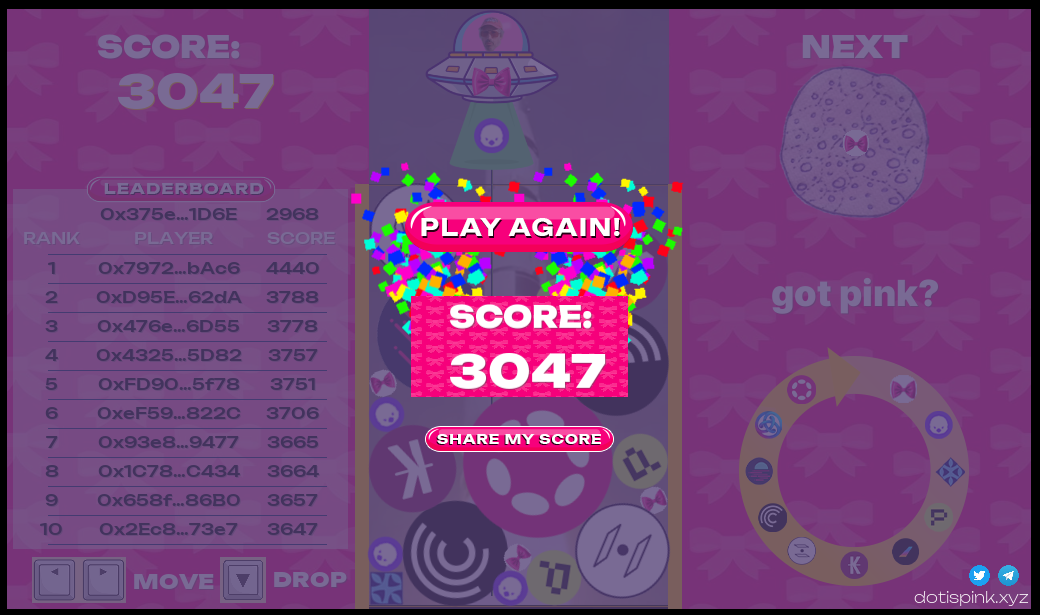 SCORE:
3047
LEADERBOARD
0x375e...1D6E 2968
RANK PLAYER SCORE
1 0x7972...bAc6 4440
2 0xD95E...62dA 3788
3 0x476e...6D55 3778
4 0x4325...5D82 3757
5 0xFD90...5f78 3751
6 0xeF59...822C 3706
7 0x93e8...9477 3665
8 0x1C78...C434 3664
9 0x658f...86B0 3657
10 0x2Ec8...73e7 3647
MOVE DROP
PLAY AGAIN!
SCORE:
3047
SHARE MY SCORE
NEXT
got pink?
dotispink.xyz